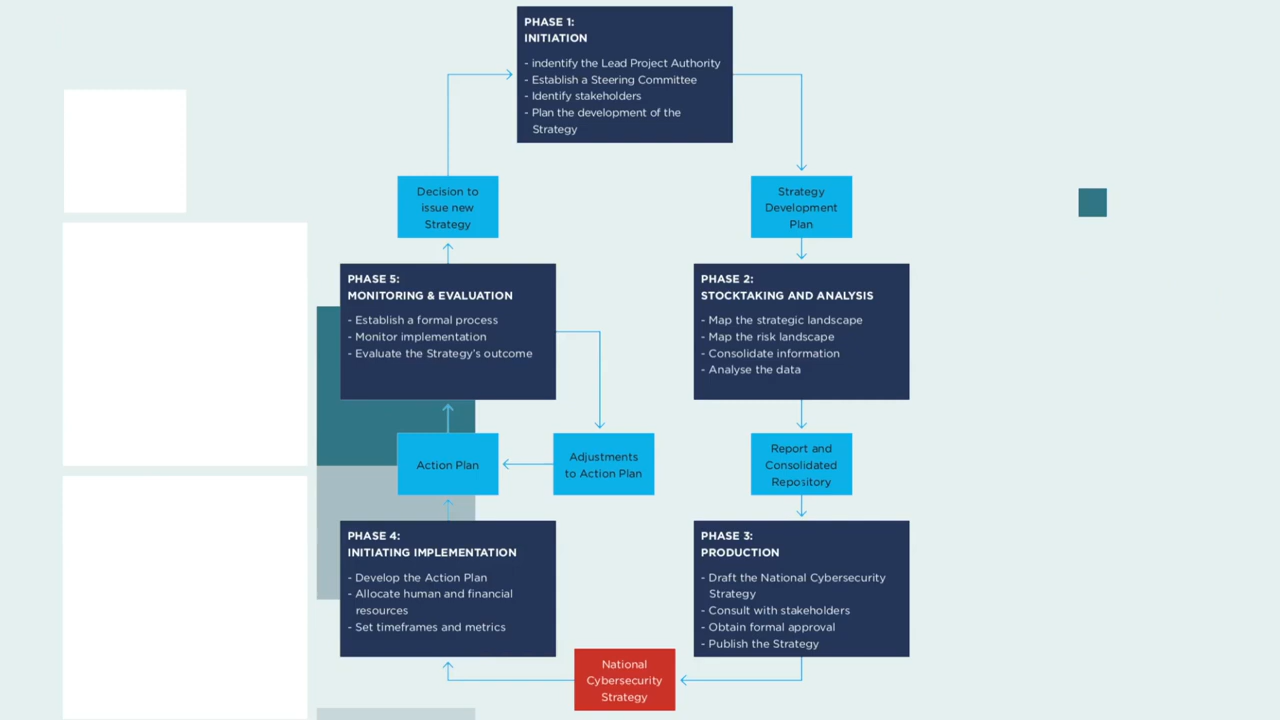 PHASE 1:
INITIATION
- indentify the Lead Project Authority
- Establish a Steering Committee
- Identify stakeholders
- Plan the development of the
Strategy
Decision to
issue new
Strategy
Strategy
Development
Plan
PHASE 5:
MONITORING & EVALUATION
- Establish a formal process
- Monitor implementation
- Evaluate the Strategy's outcome
PHASE 2:
STOCKTAKING AND ANALYSIS
- Map the strategic landscape
- Map the risk landscape
- Consolidate information
- Analyse the data
Action Plan
Adjustments
to Action Plan
Report and
Consolidated
Repository
PHASE 4:
INITIATING IMPLEMENTATION
- Develop the Action Plan
- Allocate human and financial
resources
- Set timeframes and metrics
PHASE 3:
PRODUCTION
- Draft the National Cybersecurity
Strategy
- Consult with stakeholders
- Obtain formal approval
- Publish the Strategy
National
Cybersecurity
Strategy